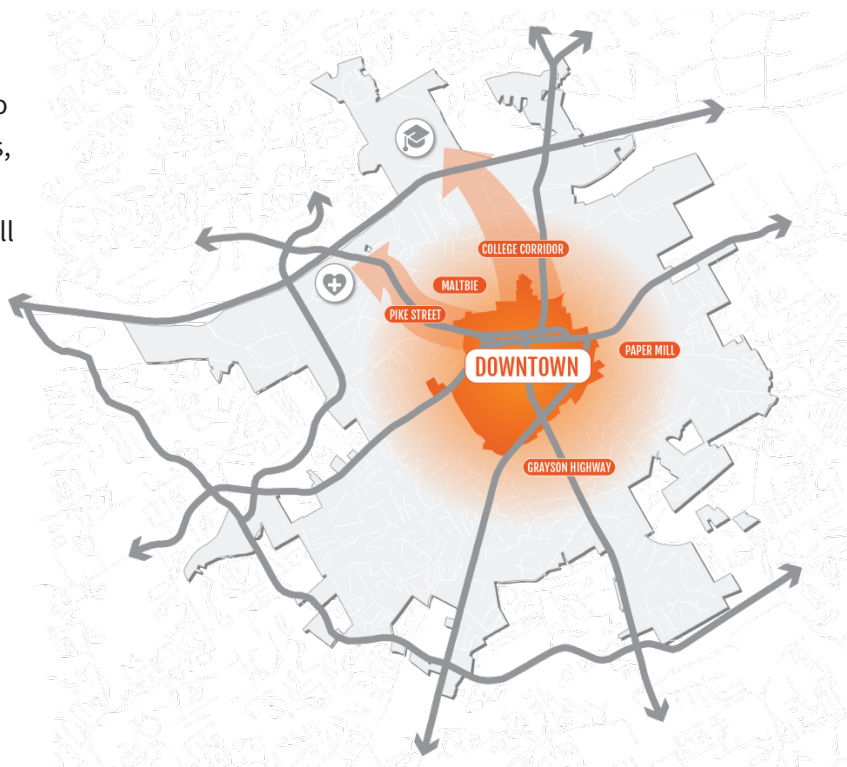 COLLEGE CORRIDOR
MALTBIE
PIKE STREET
PAPER MILL
DOWNTOWN
GRAYSON HIGHWAY